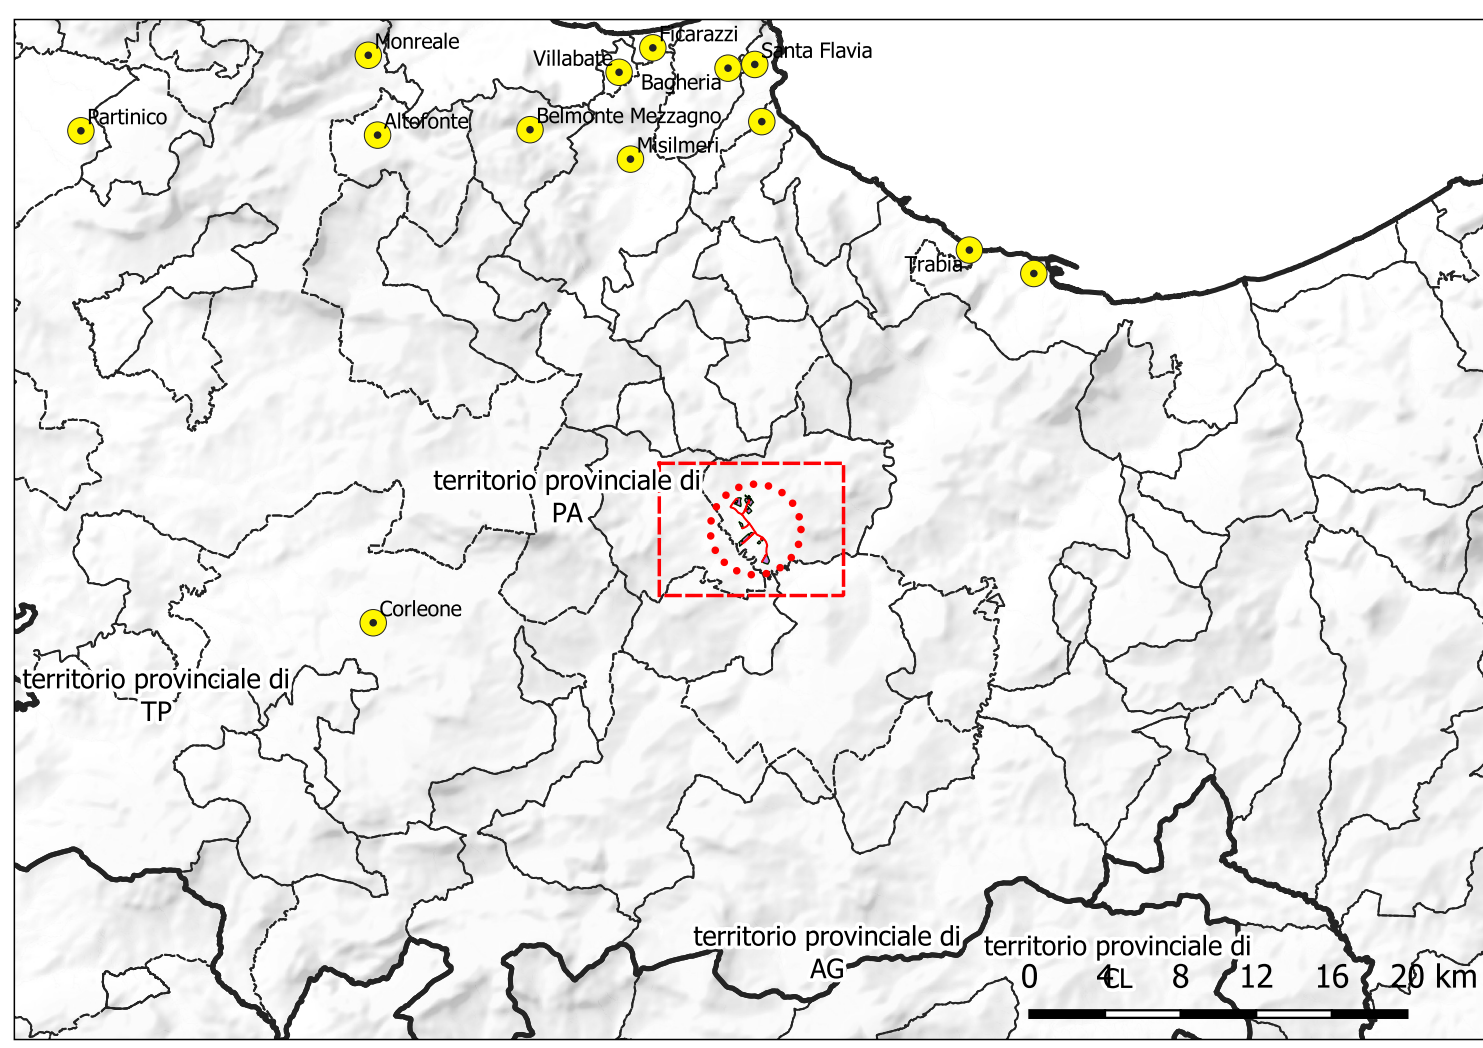 Monreale
Ficarazzi
Villabate
Santa Flavia
Bagheria
Partinico
Altofonte
Belmonte Mezzagno
Misilmeri
Trabia
territorio provinciale di
PA
Corleone
territorio provinciale di
TP
territorio provinciale di
AG
territorio provinciale di
CL
0 4 8 12 16 20 km